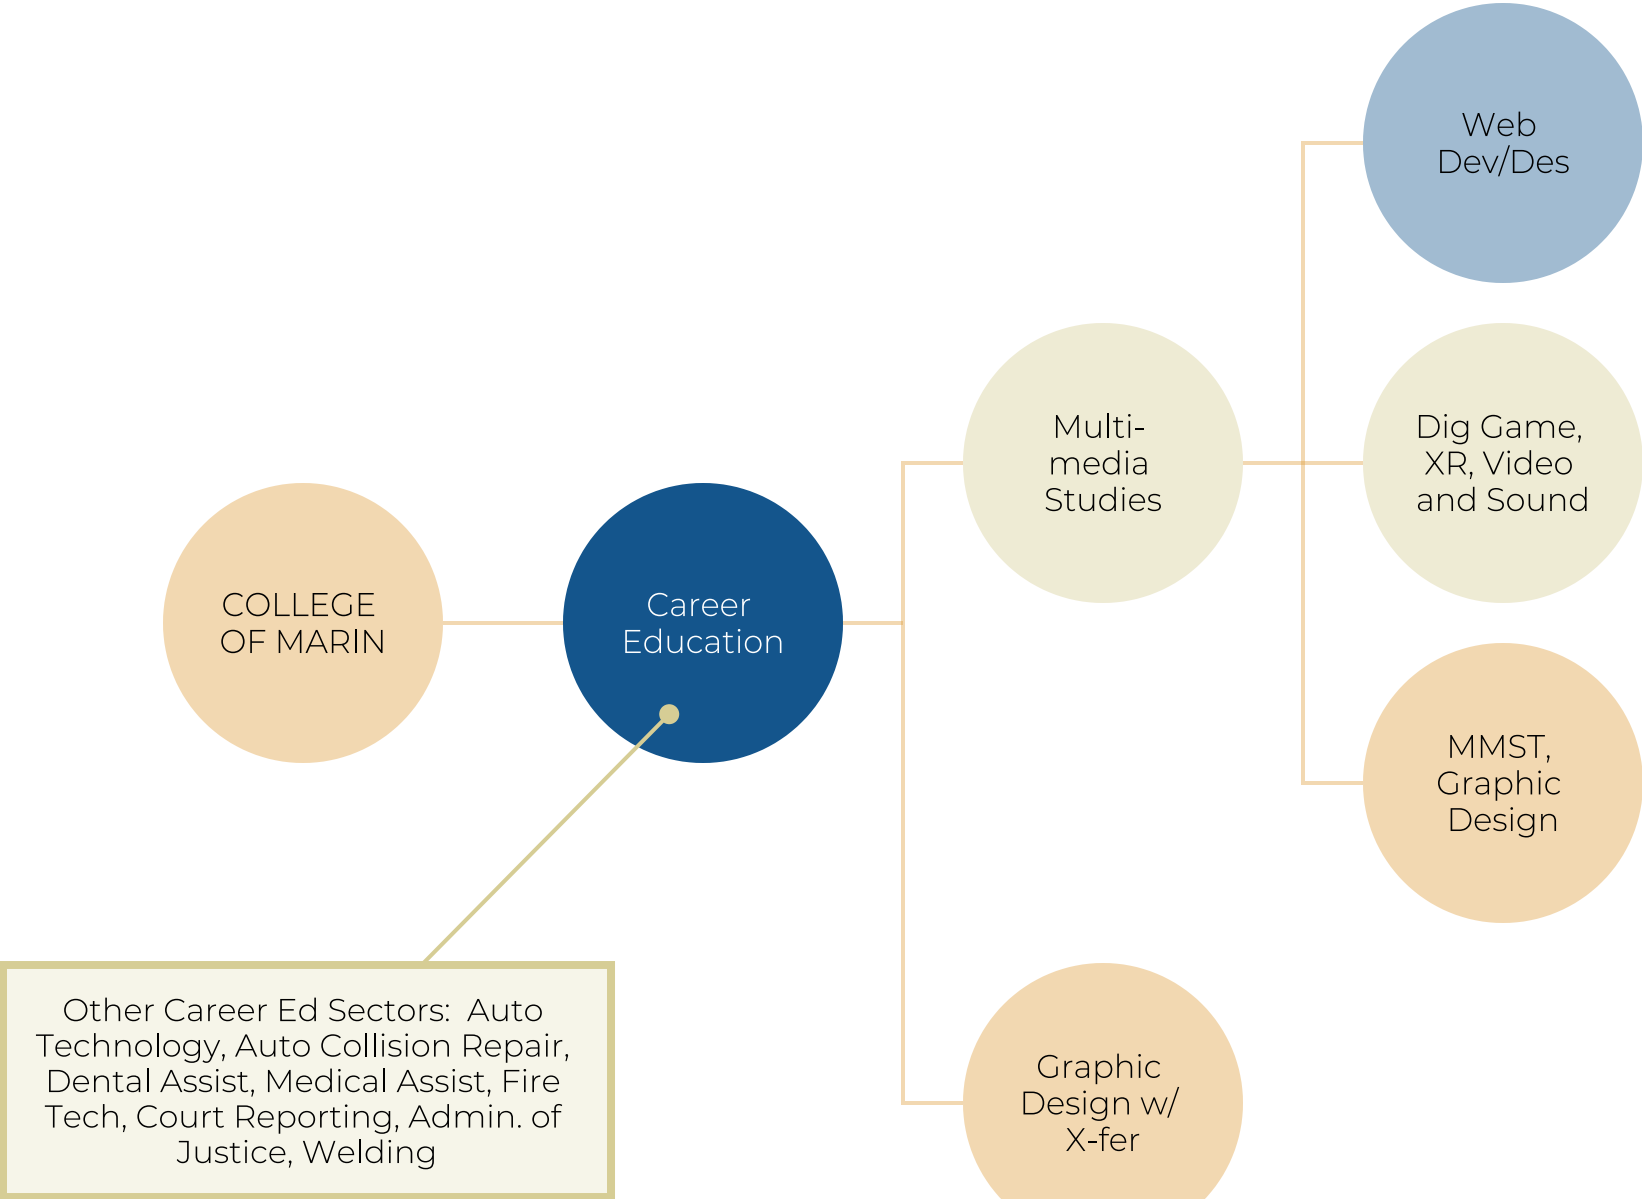 Web
Dev/Des
Multi-
media
Studies
Dig Game,
XR, Video
and Sound
COLLEGE
OF MARIN
Career
Education
MMST,
Graphic
Design
Other Career Ed Sectors:  Auto
Technology, Auto Collision Repair,
Dental Assist, Medical Assist, Fire
Tech, Court Reporting, Admin. of
Justice, Welding
Graphic
Design w/
X-fer